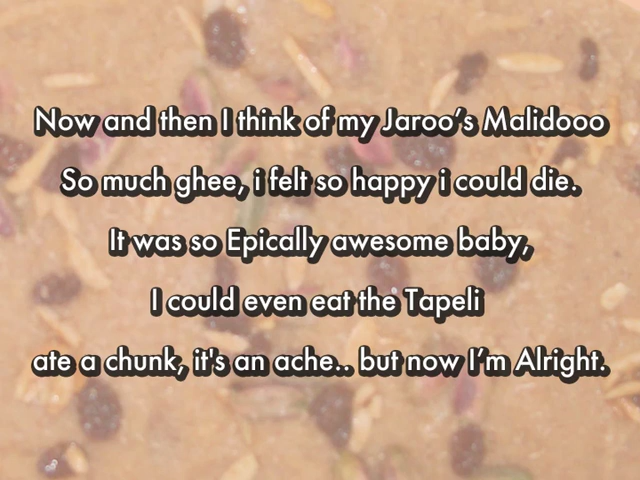 Now and then I think of my Jaroo’s Malidooo
So much ghee, i felt so happy i could die.
It was so Epically awesome baby,
I could even eat the Tapeli
ate a chunk, it's an ache.. but now I’m Alright.